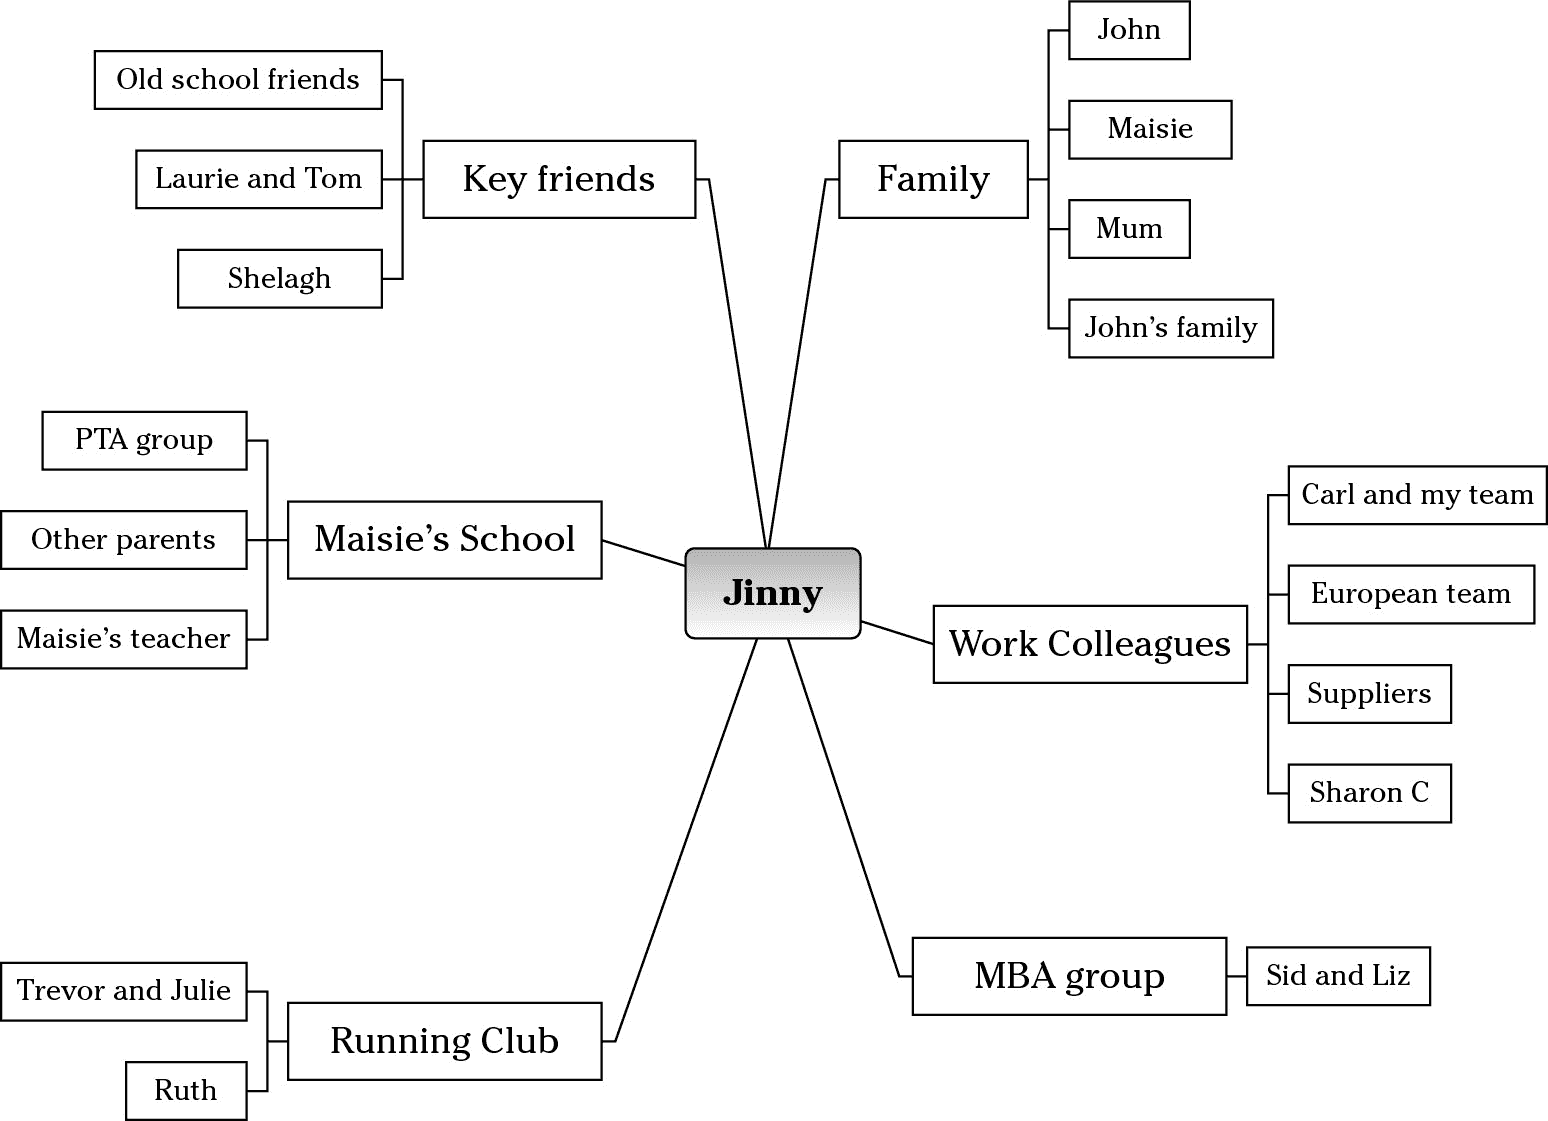 John
Old school friends
Maisie
Laurie and Tom
Key friends
Family
Mum
Shelagh
John’s family
PTA group
Carl and my team
Other parents
Maisie’s School
Jinny
European team
Maisie’s teacher
Work Colleagues
Suppliers
Sharon C
Trevor and Julie
MBA group
Sid and Liz
Running Club
Ruth